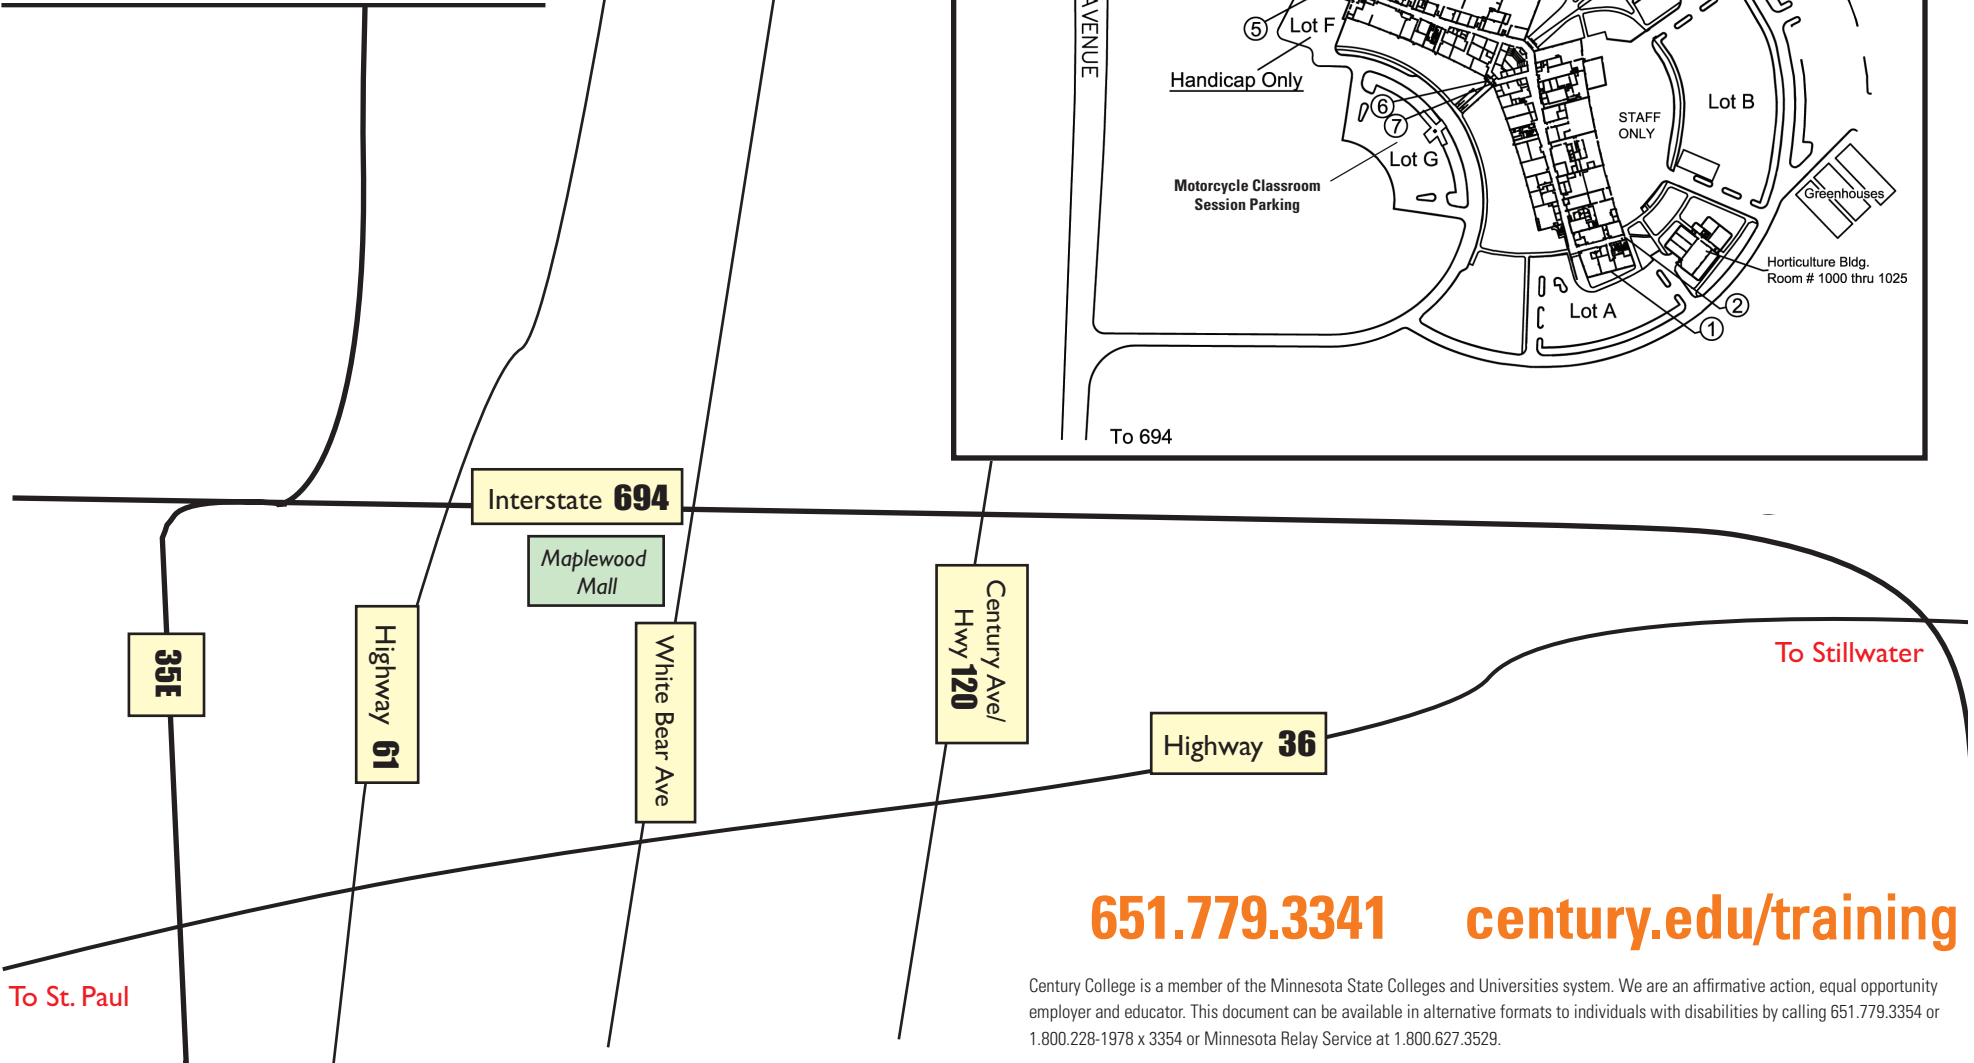 AVENUE
5
Lot F
Handicap Only
6
7
Lot G
Motorcycle Classroom
Session Parking
STAFF
ONLY
Lot B
Greenhouses
Horticulture Bldg.
Room # 1000 thru 1025
Lot A
2
1
To 694
Interstate 694
Maplewood
Mall
35E
Highway 61
White Bear Ave
Century Ave/
Hwy 120
Highway 36
To Stillwater
To St. Paul
651.779.3341 century.edu/training
Century College is a member of the Minnesota State Colleges and Universities system. We are an affirmative action, equal opportunity
employer and educator. This document can be available in alternative formats to individuals with disabilities by calling 651.779.3354 or
1.800.228-1978 x 3354 or Minnesota Relay Service at 1.800.627.3529.